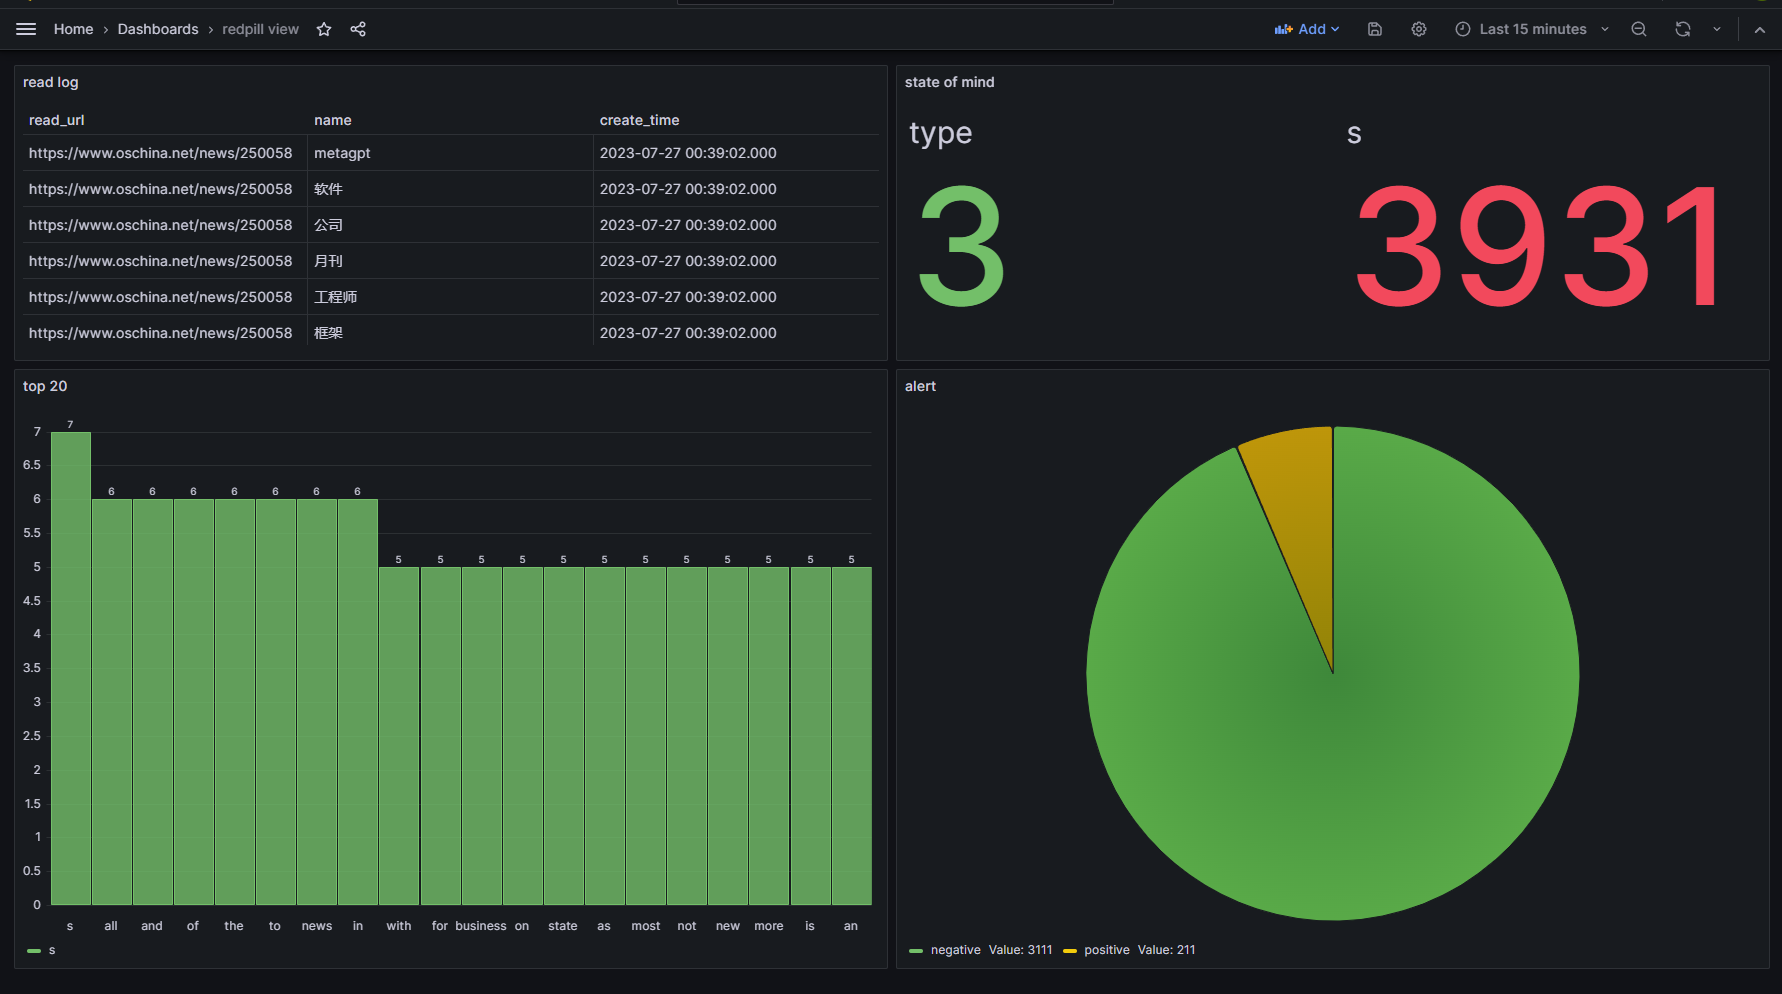 Home › Dashboards › redpill view
Add
Last 15 minutes
read log
read_url name create_time
https://www.oschina.net/news/250058 metagpt 2023-07-27 00:39:02.000
https://www.oschina.net/news/250058 软件 2023-07-27 00:39:02.000
https://www.oschina.net/news/250058 公司 2023-07-27 00:39:02.000
https://www.oschina.net/news/250058 月刊 2023-07-27 00:39:02.000
https://www.oschina.net/news/250058 工程师 2023-07-27 00:39:02.000
https://www.oschina.net/news/250058 框架 2023-07-27 00:39:02.000
state of mind
type s
3 3931
top 20
7
6.5
6
5.5
5
4.5
4
3.5
3
2.5
2
1.5
1
0.5
0
7 6 6 6 6 6 6 6 5 5 5 5 5 5 5 5 5 5 5 5
s all and of the to news in with for business on state as most not new more is an
s
alert
negative Value: 3111 positive Value: 211